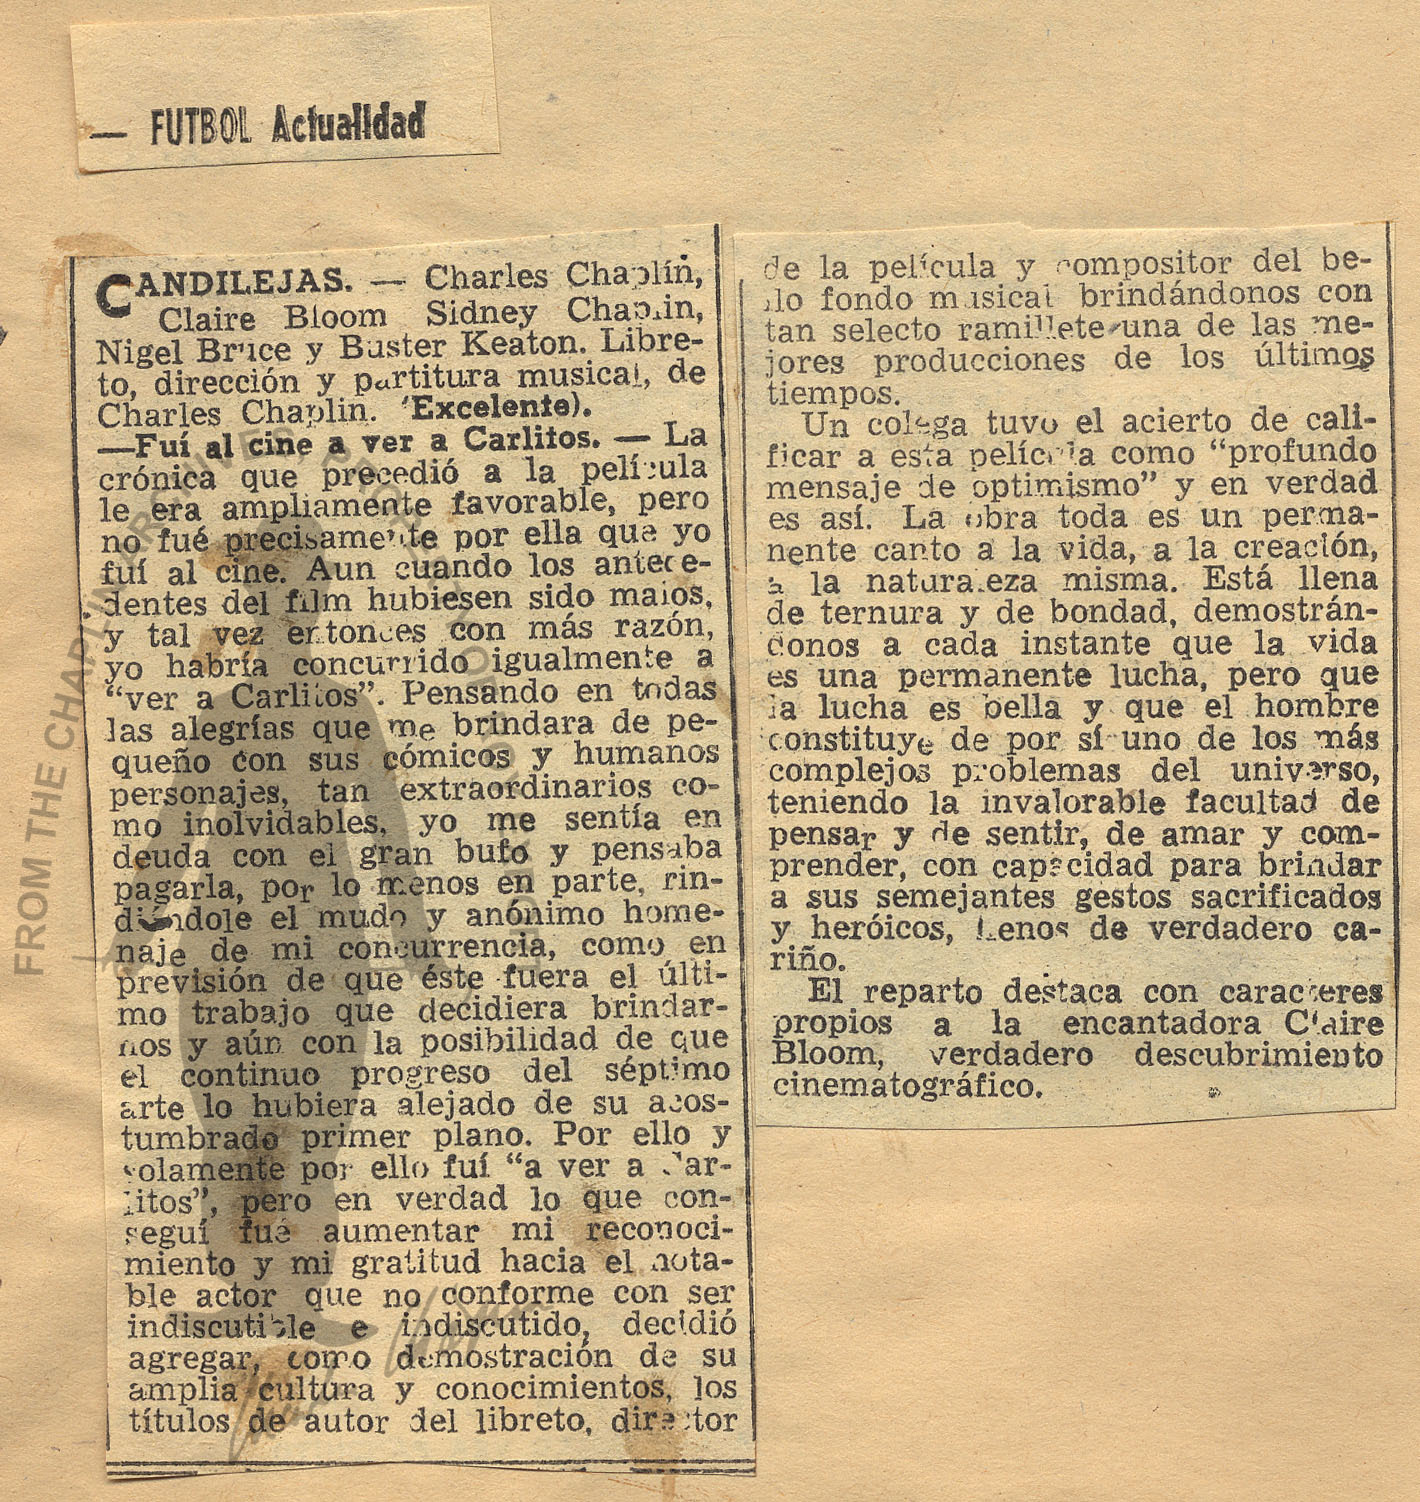 — FUTBOL Actualidad
CANDILEJAS. — Charles Chaplín,
Claire Bloom Sidney Chaplin,
Nigel Bruce y Buster Keaton. Libre-
to, dirección y partitura musical, de
Charles Chaplin. (Excelente).
—Fuí al cine a ver a Carlitos. — La
crónica que precedió a la película
le era ampliamente favorable, pero
no fué precisamente por ella que yo
fuí al cine. Aun cuando los antece-
dentes del film hubiesen sido malos,
y tal vez entonces con más razón,
yo habría concurrido igualmente a
“ver a Carlitos”. Pensando en todas
las alegrías que me brindara de pe-
queño con sus cómicos y humanos
personajes, tan extraordinarios co-
mo inolvidables, yo me sentía en
deuda con el gran bufo y pensaba
pagarla, por lo menos en parte, rin-
diéndole el mudo y anónimo home-
naje de mi concurrencia, como en
previsión de que éste fuera el últi-
mo trabajo que decidiera brindar-
nos y aún con la posibilidad de que
el continuo progreso del séptimo
arte lo hubiera alejado de su acos-
tumbrado primer plano. Por ello y
solamente por ello fuí “a ver a Car-
litos”, pero en verdad lo que con-
seguí fué aumentar mi reconoci-
miento y mi gratitud hacia el nota-
ble actor que no conforme con ser
indiscutible e indiscutido, decidió
agregar, como demostración de su
amplia cultura y conocimientos, los
títulos de autor del libreto, director
de la película y compositor del be-
llo fondo musical brindándonos con
tan selecto ramillete una de las me-
jores producciones de los últimos
tiempos.
Un colega tuvo el acierto de cali-
ficar a esta película como “profundo
mensaje de optimismo” y en verdad
es así. La obra toda es un perma-
nente canto a la vida, a la creación,
a la naturaleza misma. Está llena
de ternura y de bondad, demostrán-
donos a cada instante que la vida
es una permanente lucha, pero que
la lucha es bella y que el hombre
constituye de por sí uno de los más
complejos problemas del universo,
teniendo la invalorable facultad de
pensar y de sentir, de amar y com-
prender, con capacidad para brindar
a sus semejantes gestos sacrificados
y heróicos, llenos de verdadero ca-
riño.
El reparto destaca con caracteres
propios a la encantadora Claire
Bloom, verdadero descubrimiento
cinematográfico.
FROM THE CHAPLIN ARCHIVES